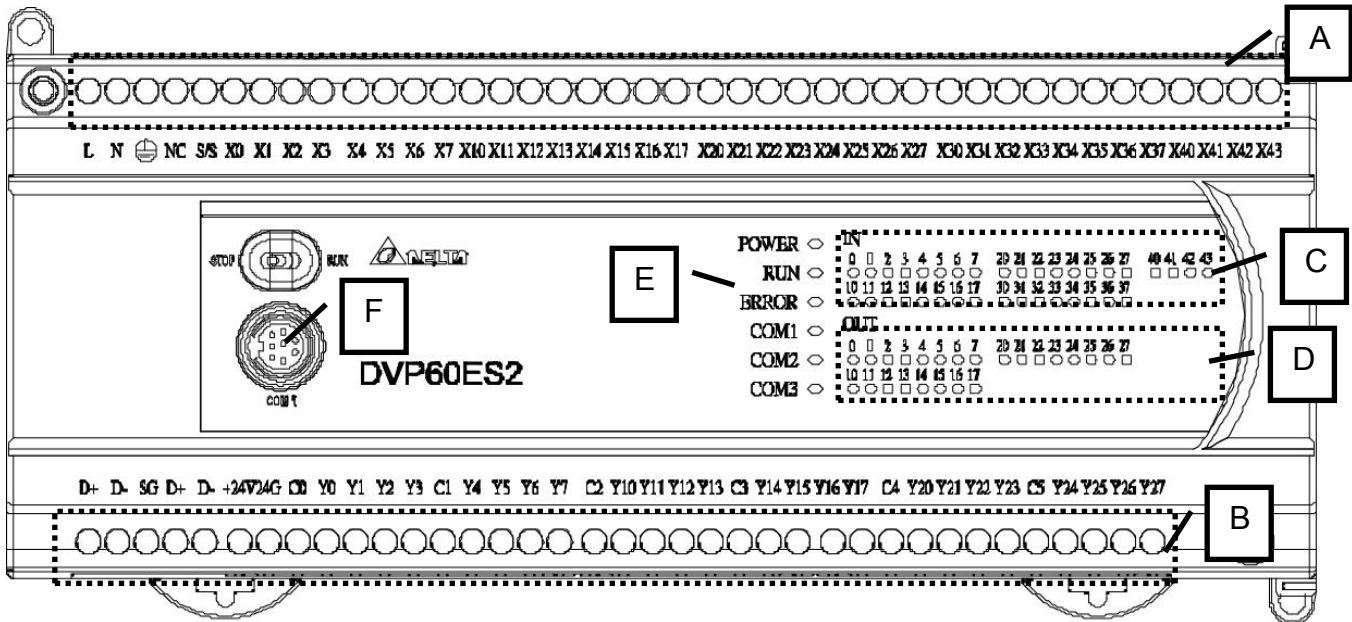 A
L N NC S/S X0 X1 X2 X3 X4 X5 X6 X7 X10 X11 X12 X13 X14 X15 X16 X17 X20 X21 X22 X23 X24 X25 X26 X27 X30 X31 X32 X33 X34 X35 X36 X37 X40 X41 X42 X43
STOP RUN
DELTA
POWER
RUN
ERROR
COM1
COM2
COM3
IN
0 1 2 3 4 5 6 7 20 21 22 23 24 25 26 27 40 41 42 43
10 11 12 13 14 15 16 17 30 31 32 33 34 35 36 37
OUT
0 1 2 3 4 5 6 7 20 21 22 23 24 25 26 27
10 11 12 13 14 15 16 17
E
C
F
D
DVP60ES2
COM 1
D+ D- SG D+ D- +24V 24G C0 Y0 Y1 Y2 Y3 C1 Y4 Y5 Y6 Y7 C2 Y10 Y11 Y12 Y13 C3 Y14 Y15 Y16 Y17 C4 Y20 Y21 Y22 Y23 C5 Y24 Y25 Y26 Y27
B